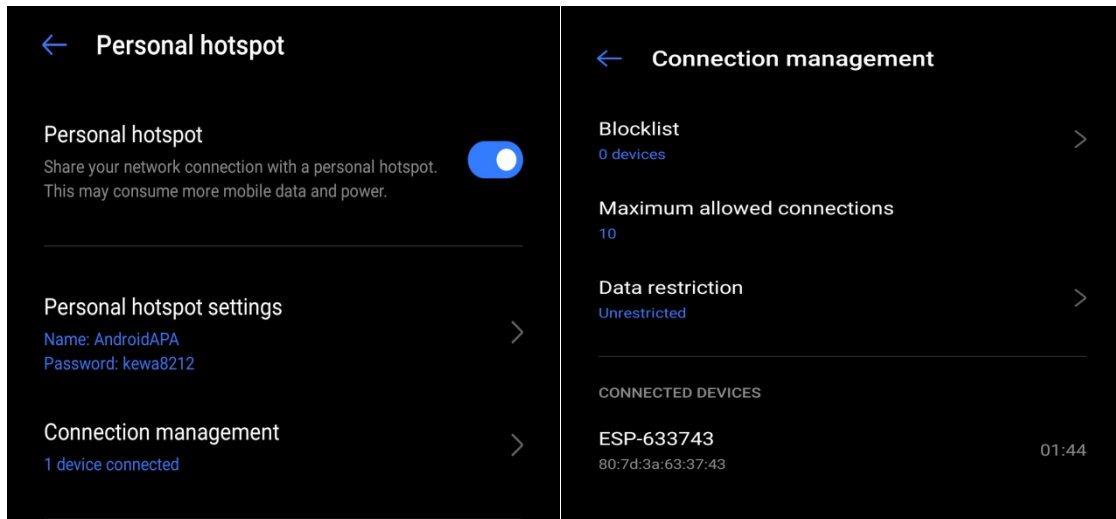 Personal hotspot
Personal hotspot
Share your network connection with a personal hotspot.
This may consume more mobile data and power.
Personal hotspot settings
Name: AndroidAPA
Password: kewa8212
Connection management
1 device connected
Connection management
Blocklist
0 devices
Maximum allowed connections
10
Data restriction
Unrestricted
CONNECTED DEVICES
ESP-633743
01:44
80:7d:3a:63:37:43